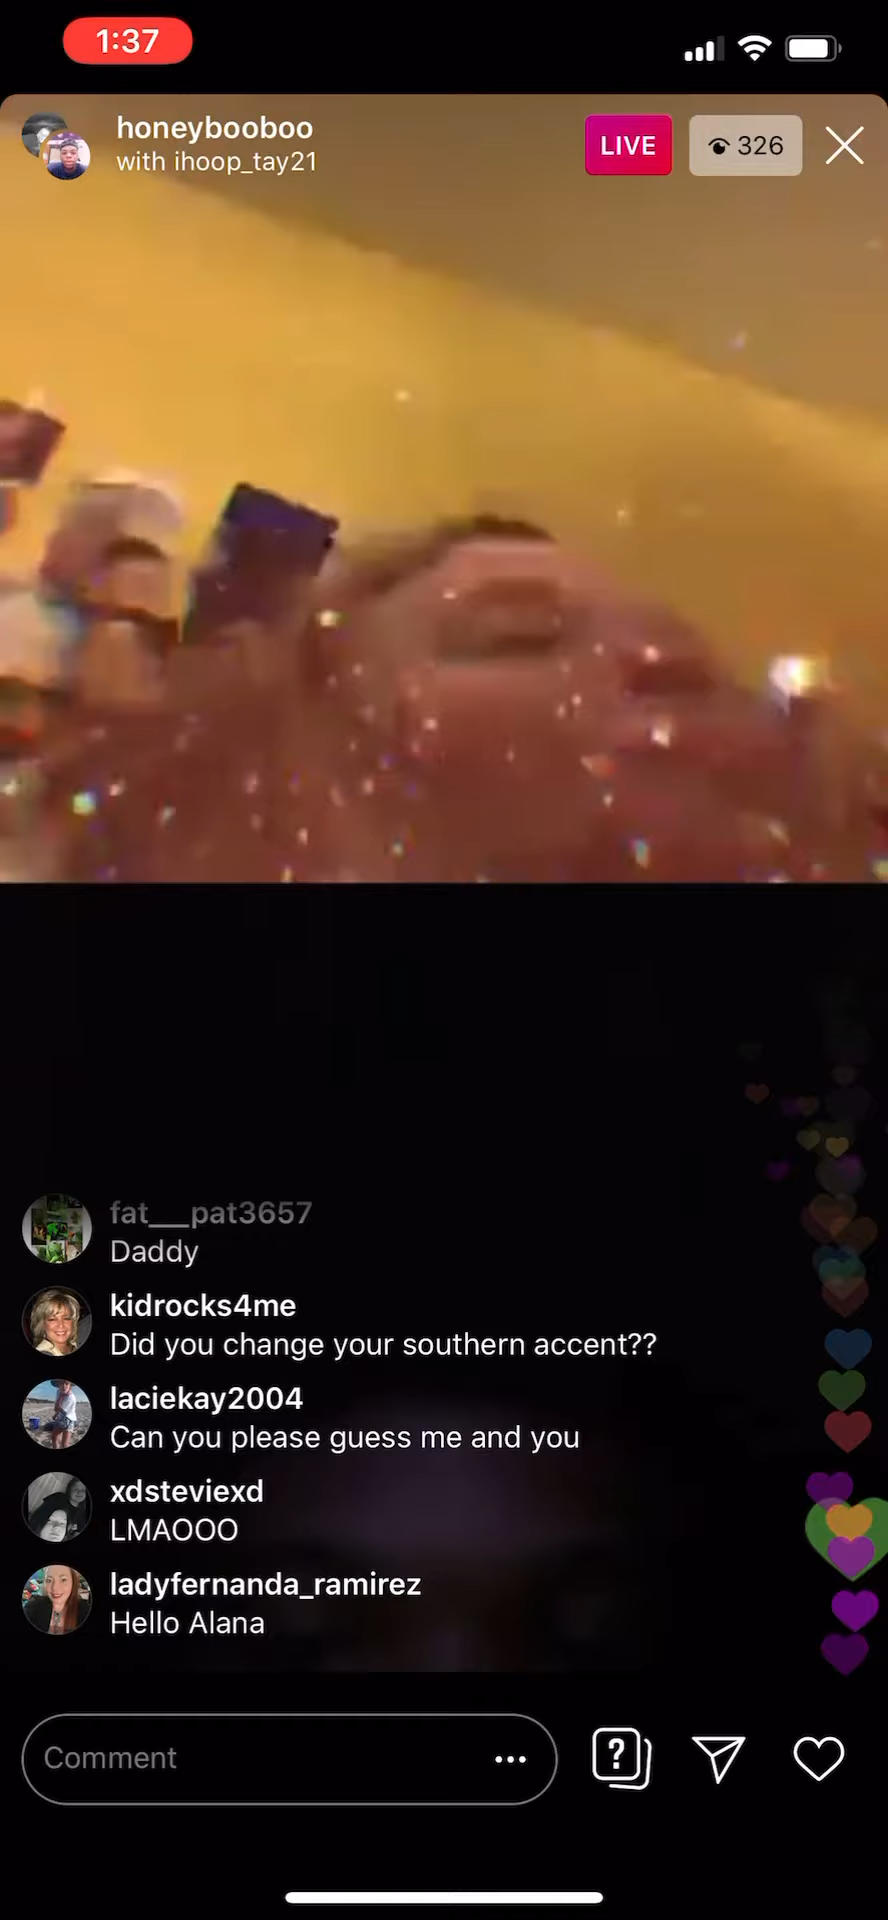 1:37
honeybooboo
with ihoop_tay21
LIVE
326
fat___pat3657
Daddy
kidrocks4me
Did you change your southern accent??
laciekay2004
Can you please guess me and you
xdsteviexd
LMAOOO
ladyfernanda_ramirez
Hello Alana
Comment
?